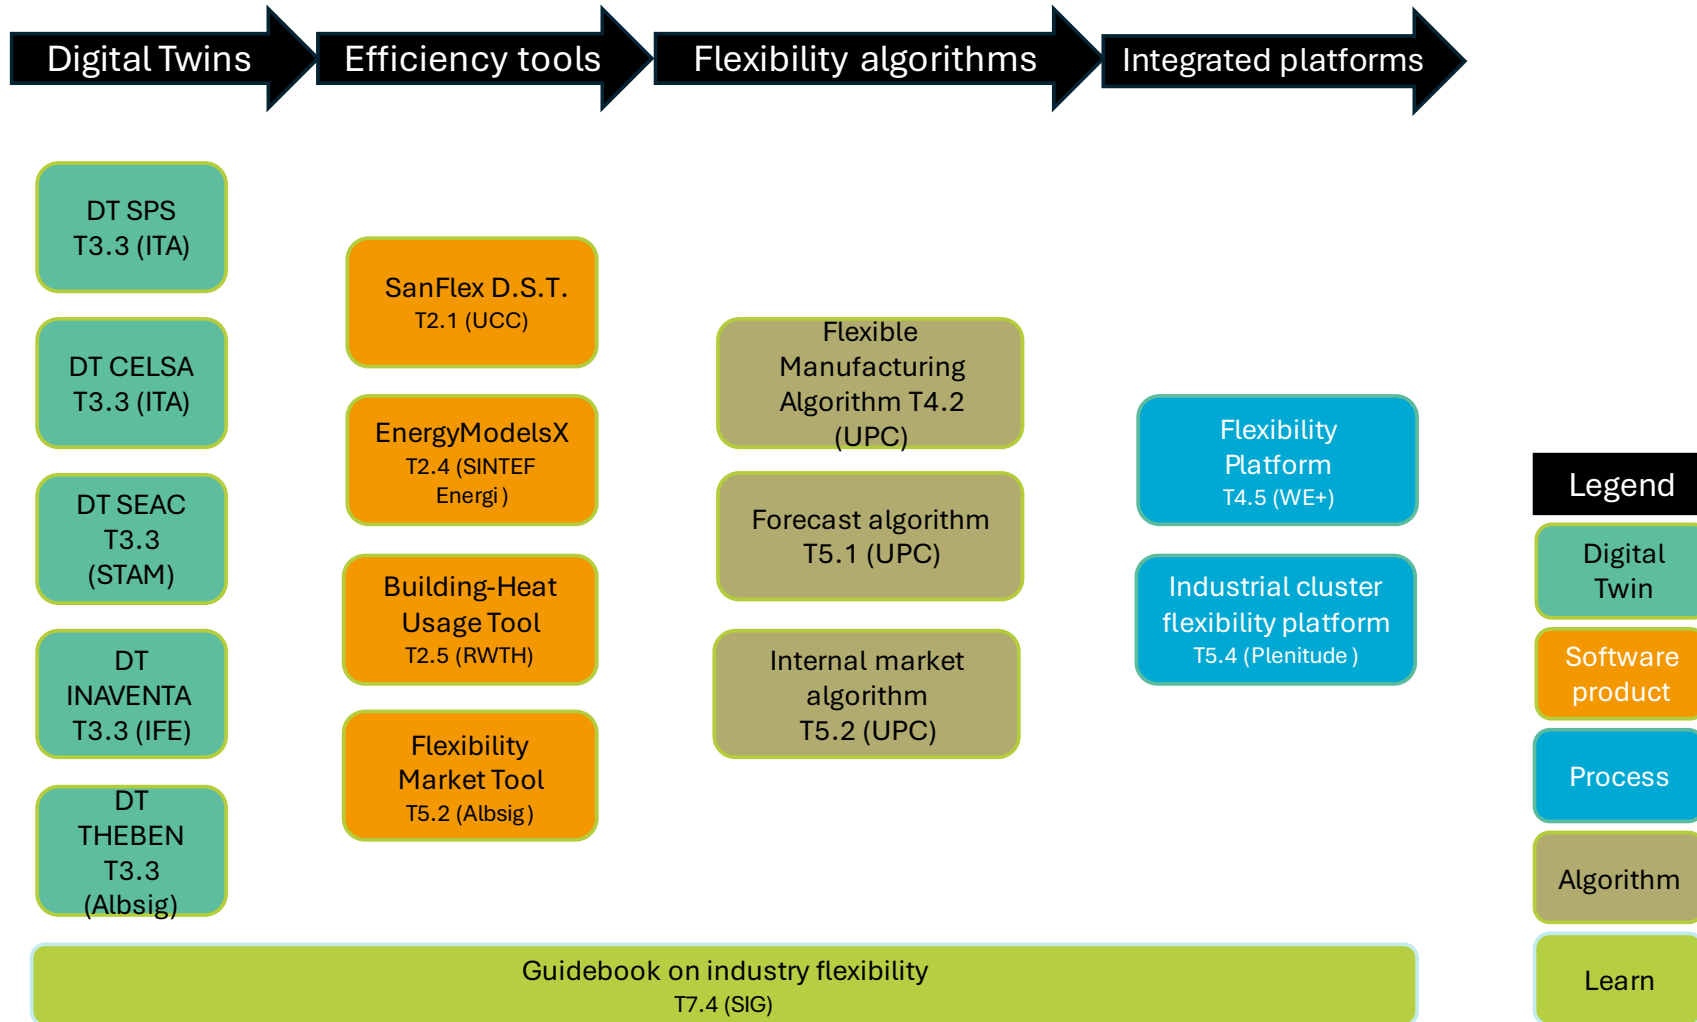 Digital Twins
Efficiency tools
Flexibility algorithms
Integrated platforms
DT SPS
T3.3 (ITA)
DT CELSA
T3.3 (ITA)
DT SEAC
T3.3
(STAM)
DT
INAVENTA
T3.3 (IFE)
DT
THEBEN
T3.3
(Albsig)
SanFlex D.S.T.
T2.1 (UCC)
EnergyModelsX
T2.4 (SINTEF
Energi)
Building-Heat
Usage Tool
T2.5 (RWTH)
Flexibility
Market Tool
T5.2 (Albsig)
Flexible
Manufacturing
Algorithm T4.2
(UPC)
Forecast algorithm
T5.1 (UPC)
Internal market
algorithm
T5.2 (UPC)
Flexibility
Platform
T4.5 (WE+)
Industrial cluster
flexibility platform
T5.4 (Plenitude)
Guidebook on industry flexibility
T7.4 (SIG)
Legend
Digital
Twin
Software
product
Process
Algorithm
Learn